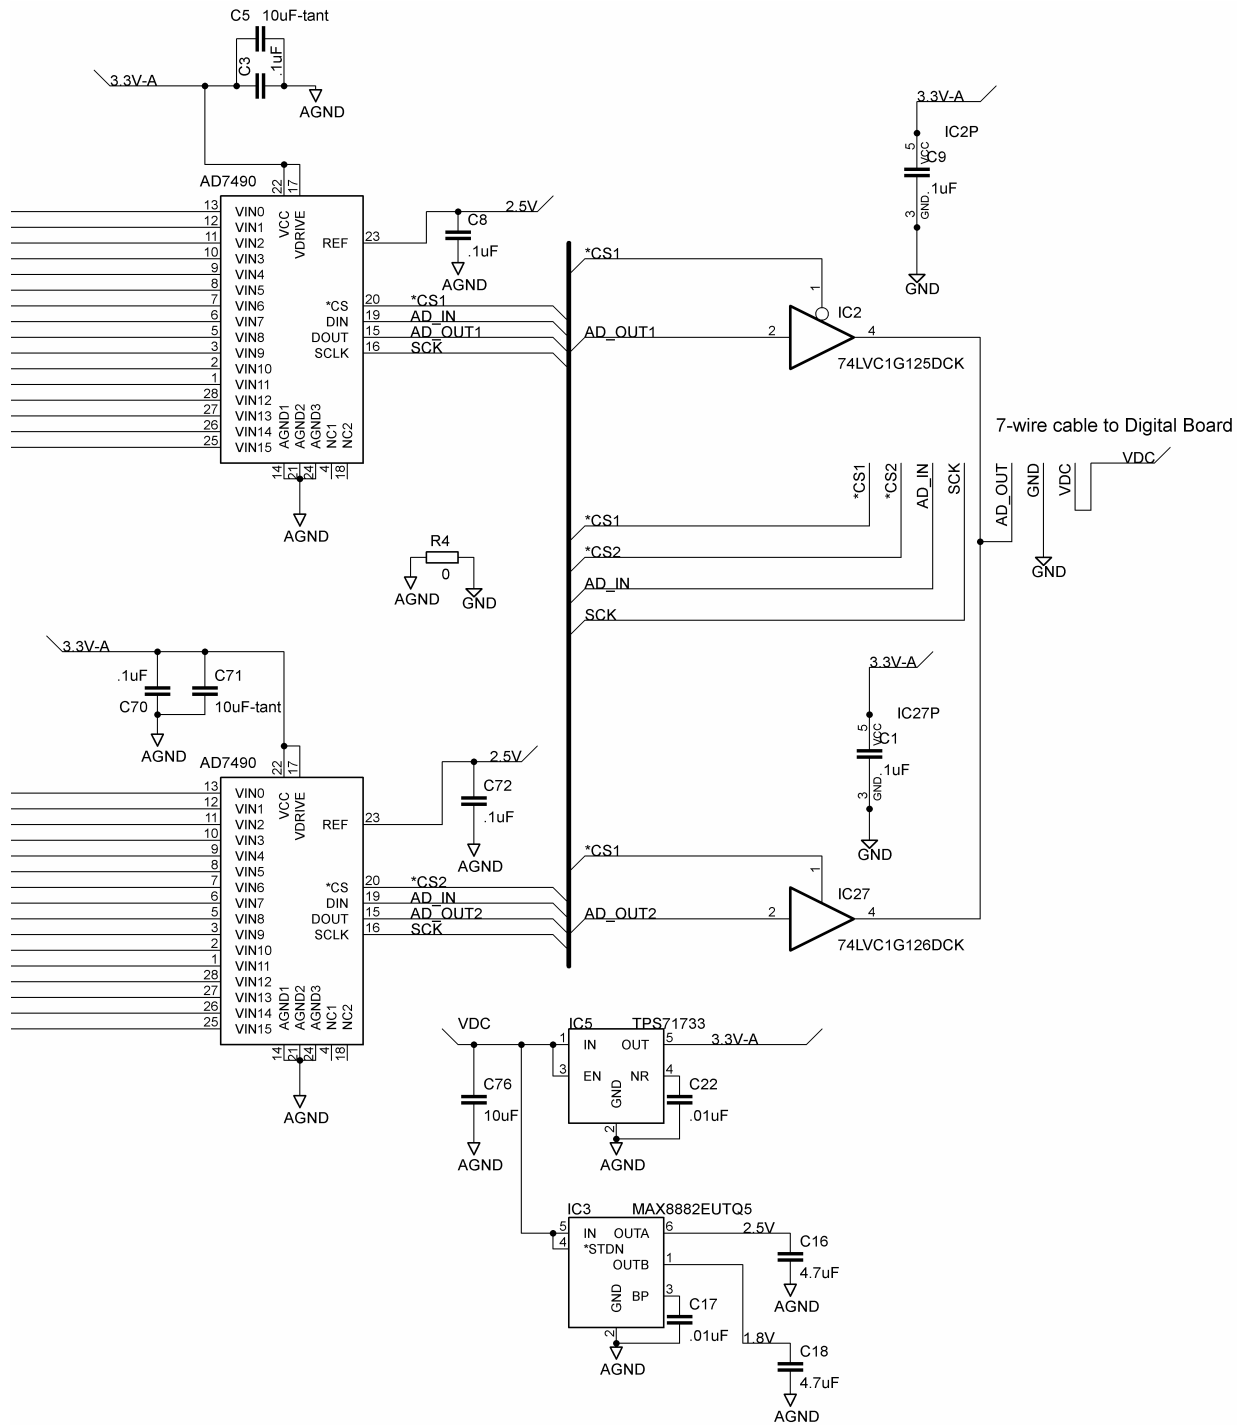 C5 10uF-tant
C3 .1uF
3.3V-A
AGND
AD7490
22 17
VCC
VDRIVE
13 VIN0
12 VIN1
11 VIN2
10 VIN3
9 VIN4
8 VIN5
7 VIN6
6 VIN7
5 VIN8
3 VIN9
2 VIN10
1 VIN11
28 VIN12
27 VIN13
26 VIN14
25 VIN15
REF 23
*CS 20 *CS1
DIN 19 AD_IN
DOUT 15 AD_OUT1
SCLK 16 SCK
AGND1 AGND2 AGND3 NC1 NC2
14 21 24 4 18
AGND
2.5V
C8
.1uF
AGND
3.3V-A
IC2P
5 VCC
C9
.1uF
3 GND
GND
*CS1
1
IC2
AD_OUT1 2 4
74LVC1G125DCK
7-wire cable to Digital Board
*CS1 *CS2 AD_IN SCK AD_OUT GND VDC VDC
*CS1
*CS2
AD_IN
SCK
GND
R4
0
AGND GND
3.3V-A
.1uF C71
C70 10uF-tant
AGND
AD7490
22 17
VCC
VDRIVE
13 VIN0
12 VIN1
11 VIN2
10 VIN3
9 VIN4
8 VIN5
7 VIN6
6 VIN7
5 VIN8
3 VIN9
2 VIN10
1 VIN11
28 VIN12
27 VIN13
26 VIN14
25 VIN15
REF 23
*CS 20 *CS2
DIN 19 AD_IN
DOUT 15 AD_OUT2
SCLK 16 SCK
AGND1 AGND2 AGND3 NC1 NC2
14 21 24 4 18
AGND
2.5V
C72
.1uF
AGND
3.3V-A
IC27P
5 VCC
C1
.1uF
3 GND
GND
*CS1
1
IC27
AD_OUT2 2 4
74LVC1G126DCK
VDC
C76
10uF
AGND
IC5 TPS71733
1 IN OUT 5 3.3V-A
3 EN NR 4
GND
2
C22
.01uF
AGND
IC3 MAX8882EUTQ5
5 IN OUTA 6 2.5V
4 *STDN
OUTB 1
BP 3
GND
2
C17
.01uF
AGND
C16
4.7uF
AGND
1.8V
C18
4.7uF
AGND